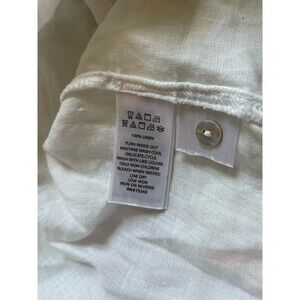 100% LINEN
TURN INSIDE OUT
MACHINE WASH COOL
DELICATE CYCLE
WASH WITH LIKE COLORS
ONLY NON-CHLORINE
BLEACH WHEN NEEDED
LINE DRY
LOW IRON
IRON ON REVERSE